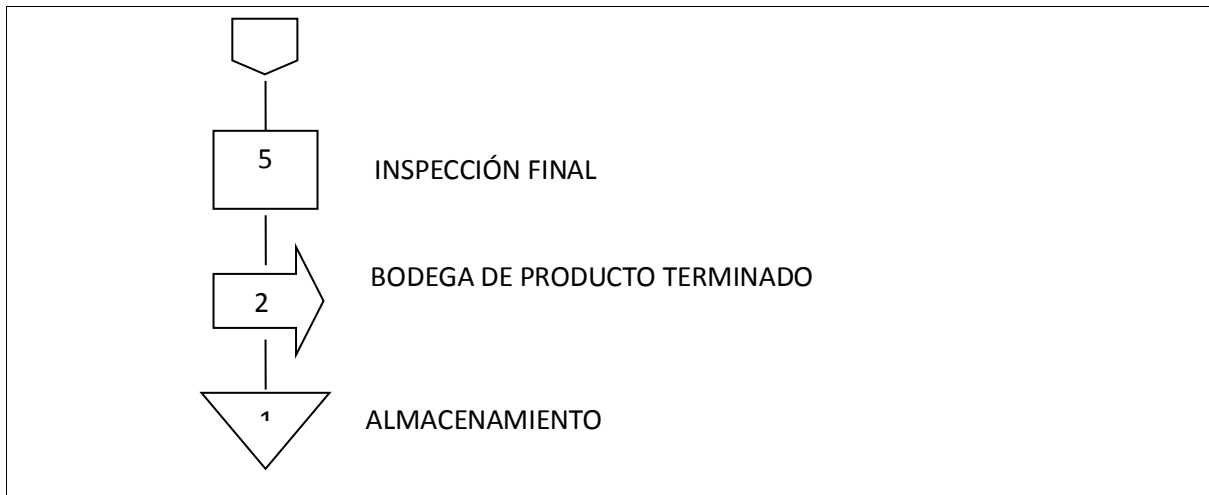 5
INSPECCIÓN FINAL
BODEGA DE PRODUCTO TERMINADO
2
1
ALMACENAMIENTO